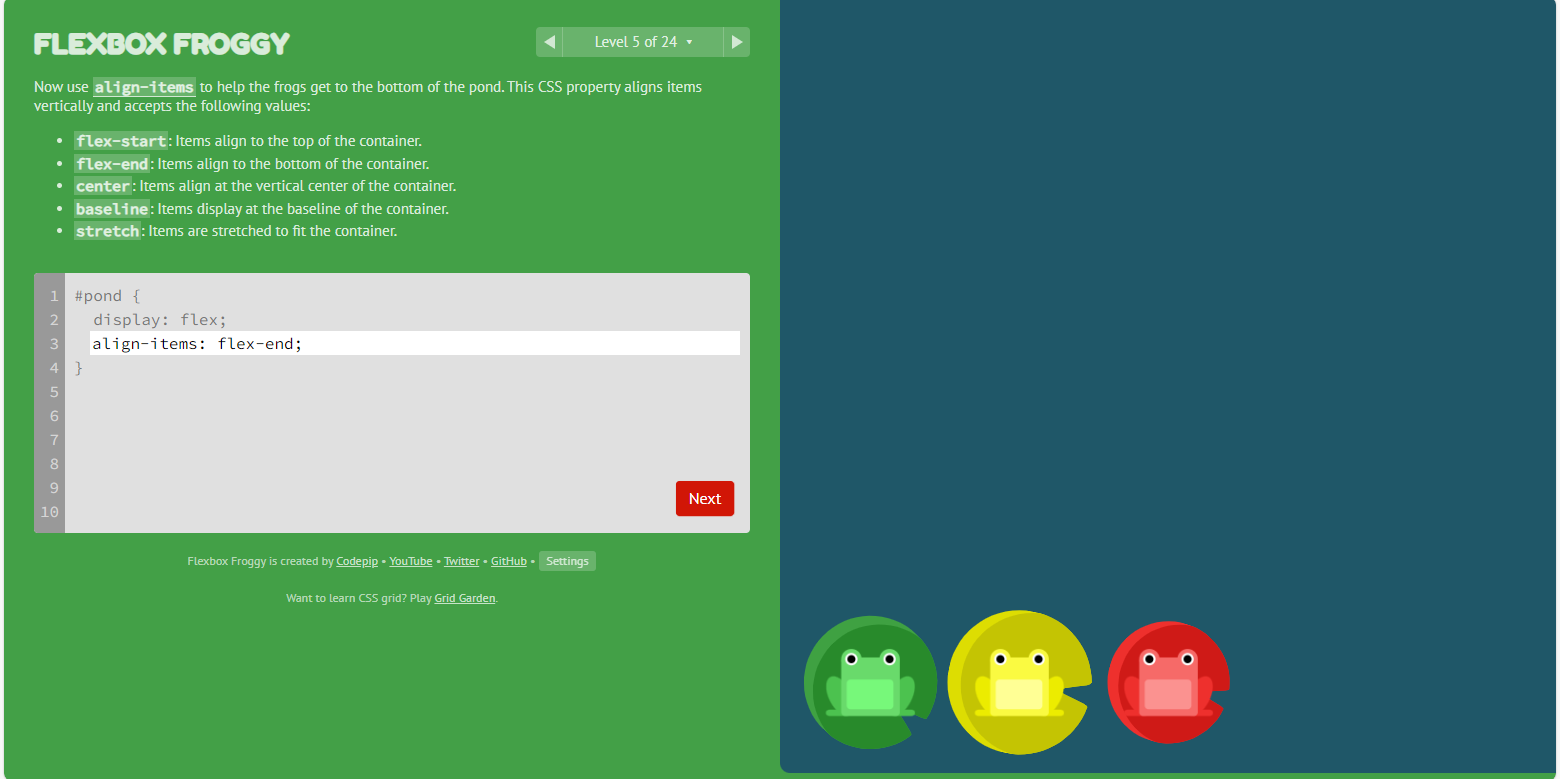 FLEXBOX FROGGY
Level 5 of 24
Now use align-items to help the frogs get to the bottom of the pond. This CSS property aligns items
vertically and accepts the following values:
• flex-start: Items align to the top of the container.
• flex-end: Items align to the bottom of the container.
• center: Items align at the vertical center of the container.
• baseline: Items display at the baseline of the container.
• stretch: Items are stretched to fit the container.
1 #pond {
2 display: flex;
3 align-items: flex-end;
4 }
5
6
7
8
9
10
Next
Flexbox Froggy is created by Codepip • YouTube • Twitter • GitHub • Settings
Want to learn CSS grid? Play Grid Garden.